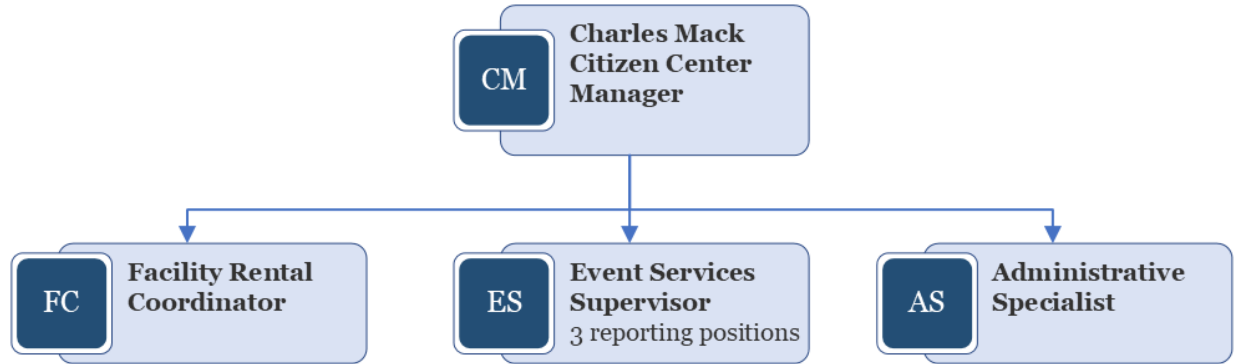 CM
Charles Mack
Citizen Center
Manager
FC
Facility Rental
Coordinator
ES
Event Services
Supervisor
3 reporting positions
AS
Administrative
Specialist